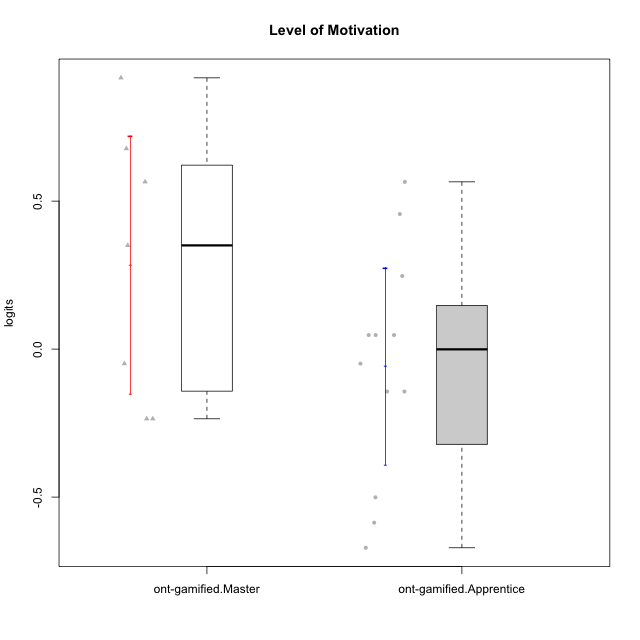 Level of Motivation
logits
0.5
0.0
-0.5
ont-gamified.Master
ont-gamified.Apprentice